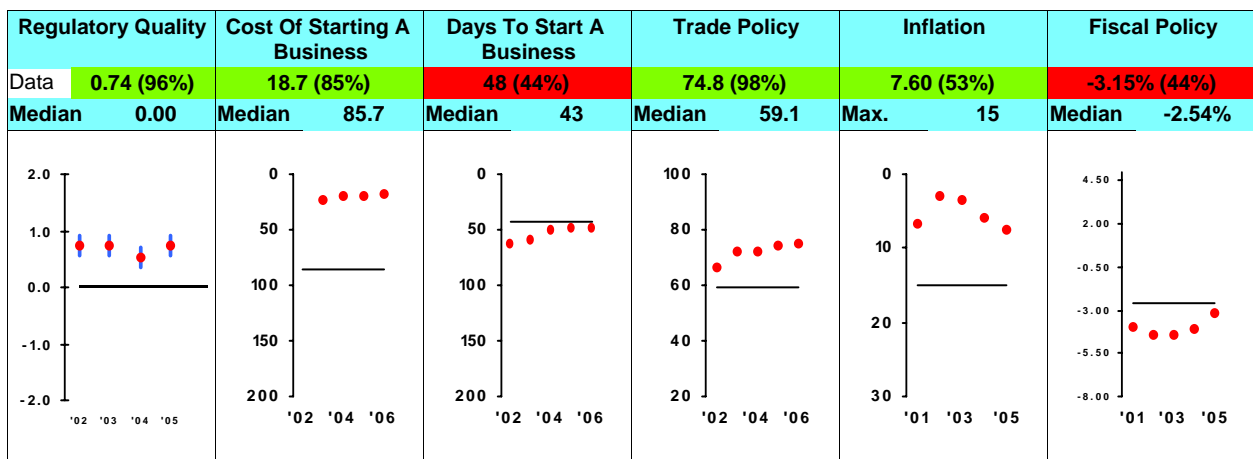 Regulatory Quality
Cost Of Starting A
Business
Days To Start A
Business
Trade Policy
Inflation
Fiscal Policy
Data 0.74 (96%) 18.7 (85%) 48 (44%) 74.8 (98%) 7.60 (53%) -3.15% (44%)
Median 0.00 Median 85.7 Median 43 Median 59.1 Max. 15 Median -2.54%
2.0
1.0
0.0
-1.0
-2.0
'02 '03 '04 '05
0
50
100
150
200
'02 '04 '06
0
50
100
150
200
'02 '04 '06
100
80
60
40
20
'02 '04 '06
0
10
20
30
'01 '03 '05
4.50
2.00
-0.50
-3.00
-5.50
-8.00
'01 '03 '05